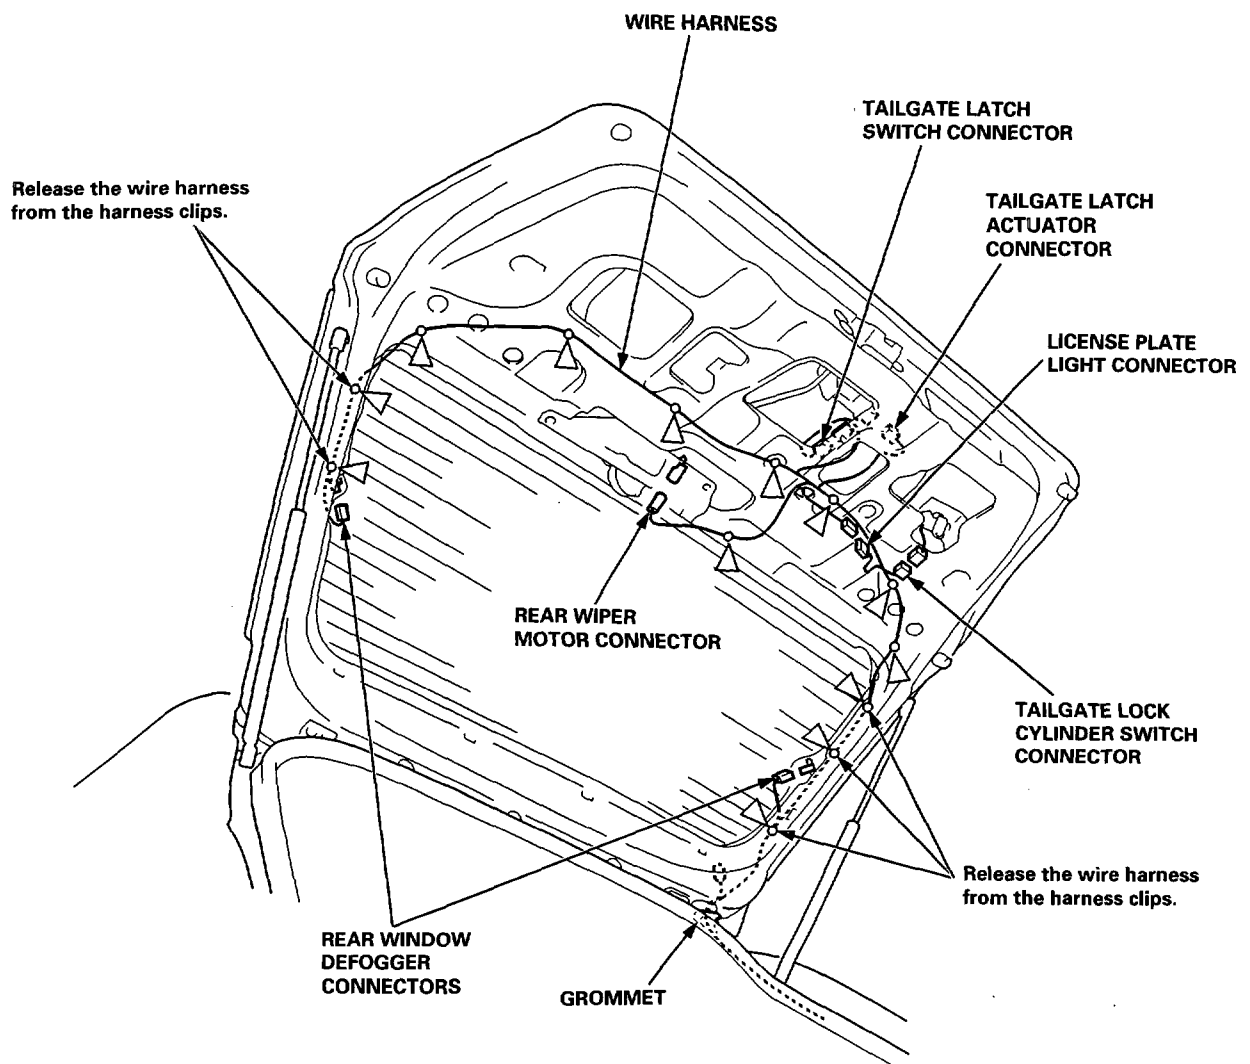 WIRE HARNESS
TAILGATE LATCH
SWITCH CONNECTOR
Release the wire harness
from the harness clips.
TAILGATE LATCH
ACTUATOR
CONNECTOR
LICENSE PLATE
LIGHT CONNECTOR
REAR WIPER
MOTOR CONNECTOR
TAILGATE LOCK
CYLINDER SWITCH
CONNECTOR
Release the wire harness
from the harness clips.
REAR WINDOW
DEFOGGER
CONNECTORS
GROMMET